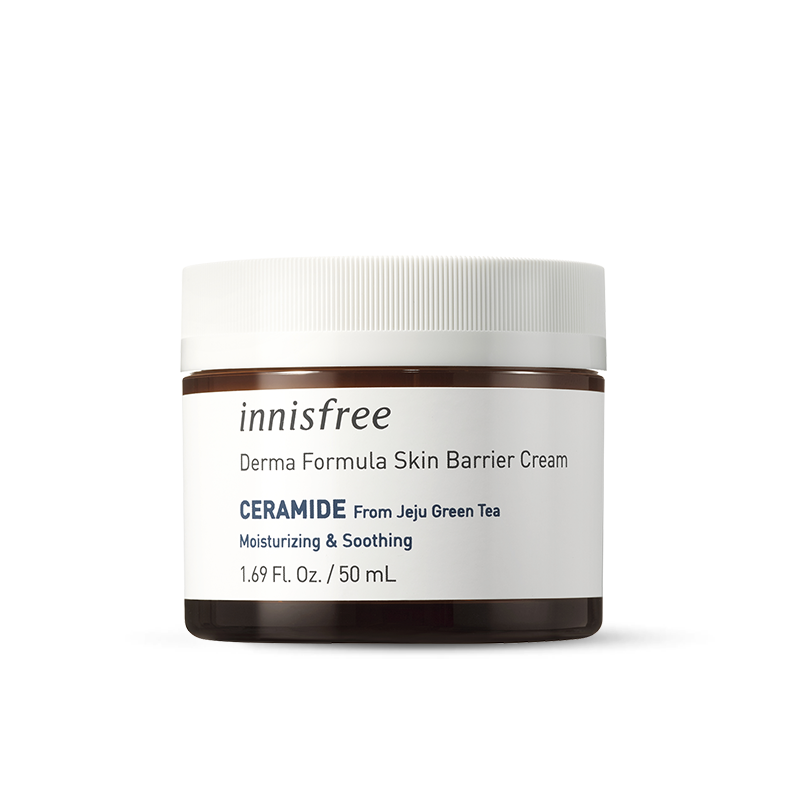 innisfree
Derma Formula Skin Barrier Cream
CERAMIDE From Jeju Green Tea
Moisturizing & Soothing
1.69 Fl. Oz. / 50 mL